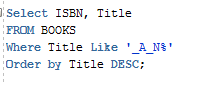 Select ISBN, Title
FROM BOOKS
Where Title Like '_A_N%'
Order by Title DESC;